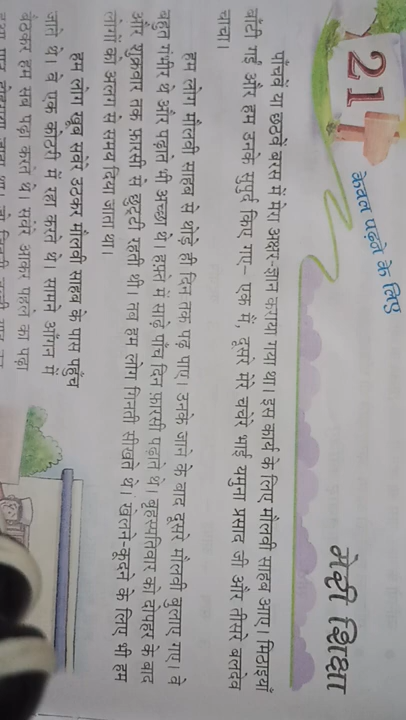 21
केवल पढ़ने के लिए
मेरी शिक्षा
पाँचवें या छठवें बरस में मेरा अक्षर-ज्ञान कराया गया था। इस कार्य के लिए मौलवी साहब आए। मिठाइयाँ
बाँटी गईं और हम उनके सुपुर्द किए गए– एक मैं, दूसरे मेरे चचेरे भाई यमुना प्रसाद जी और तीसरे बलदेव
चाचा।
हम लोग मौलवी साहब से थोड़े ही दिन तक पढ़ पाए। उनके जाने के बाद दूसरे मौलवी बुलाए गए। वे
बहुत गंभीर थे और पढ़ाते भी अच्छा थे। हफ़्ते में साढ़े पाँच दिन फ़ारसी पढ़ाते थे। बृहस्पतिवार को दोपहर के बाद
और शुक्रवार तक फ़ारसी से छुट्टी रहती थी। तब हम लोग गिनती सीखते थे। खेलने-कूदने के लिए भी हम
लोगों को अलग से समय दिया जाता था।
हम लोग खूब सवेरे उठकर मौलवी साहब के पास पहुँच
जाते थे। वे एक कोठरी में रहा करते थे। सामने आँगन में
बैठकर हम सब पढ़ा करते थे। सवेरे आकर पहले का पढ़ा